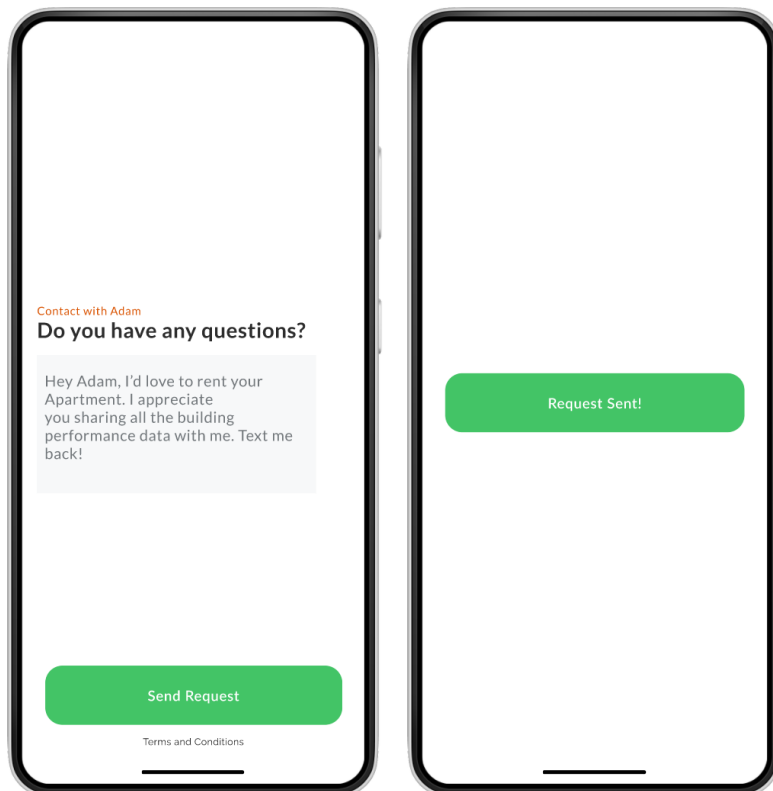 Contact with Adam
Do you have any questions?
Hey Adam, I'd love to rent your
Apartment. I appreciate
you sharing all the building
performance data with me. Text me
back!
Send Request
Terms and Conditions
Request Sent!